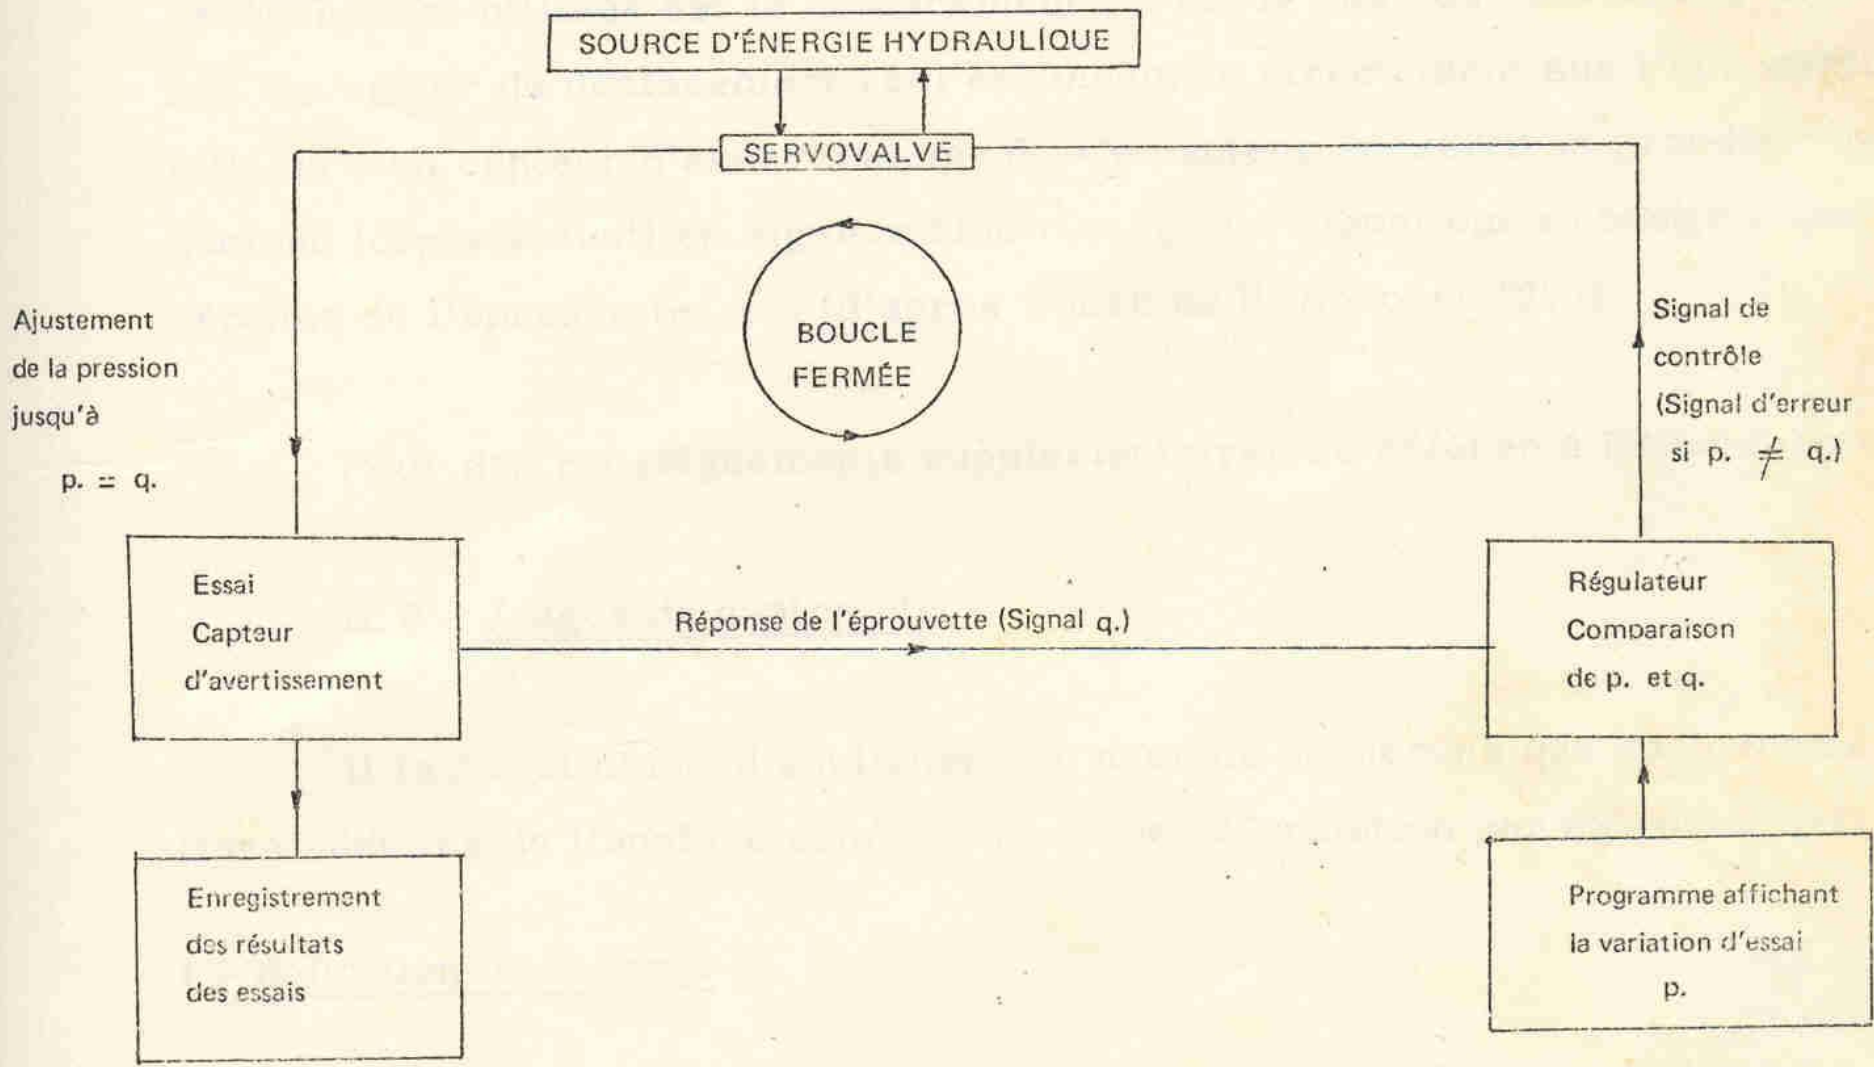 SOURCE D'ÉNERGIE HYDRAULIQUE
SERVOVALVE
BOUCLE
FERMÉE
Ajustement
de la pression
jusqu'à
p. = q.
Signal de
contrôle
(Signal d'erreur
si p. ≠ q.)
Essai
Capteur
d'avertissement
Réponse de l'éprouvette (Signal q.)
Régulateur
Comparaison
de p. et q.
Enregistrement
des résultats
des essais
Programme affichant
la variation d'essai
p.